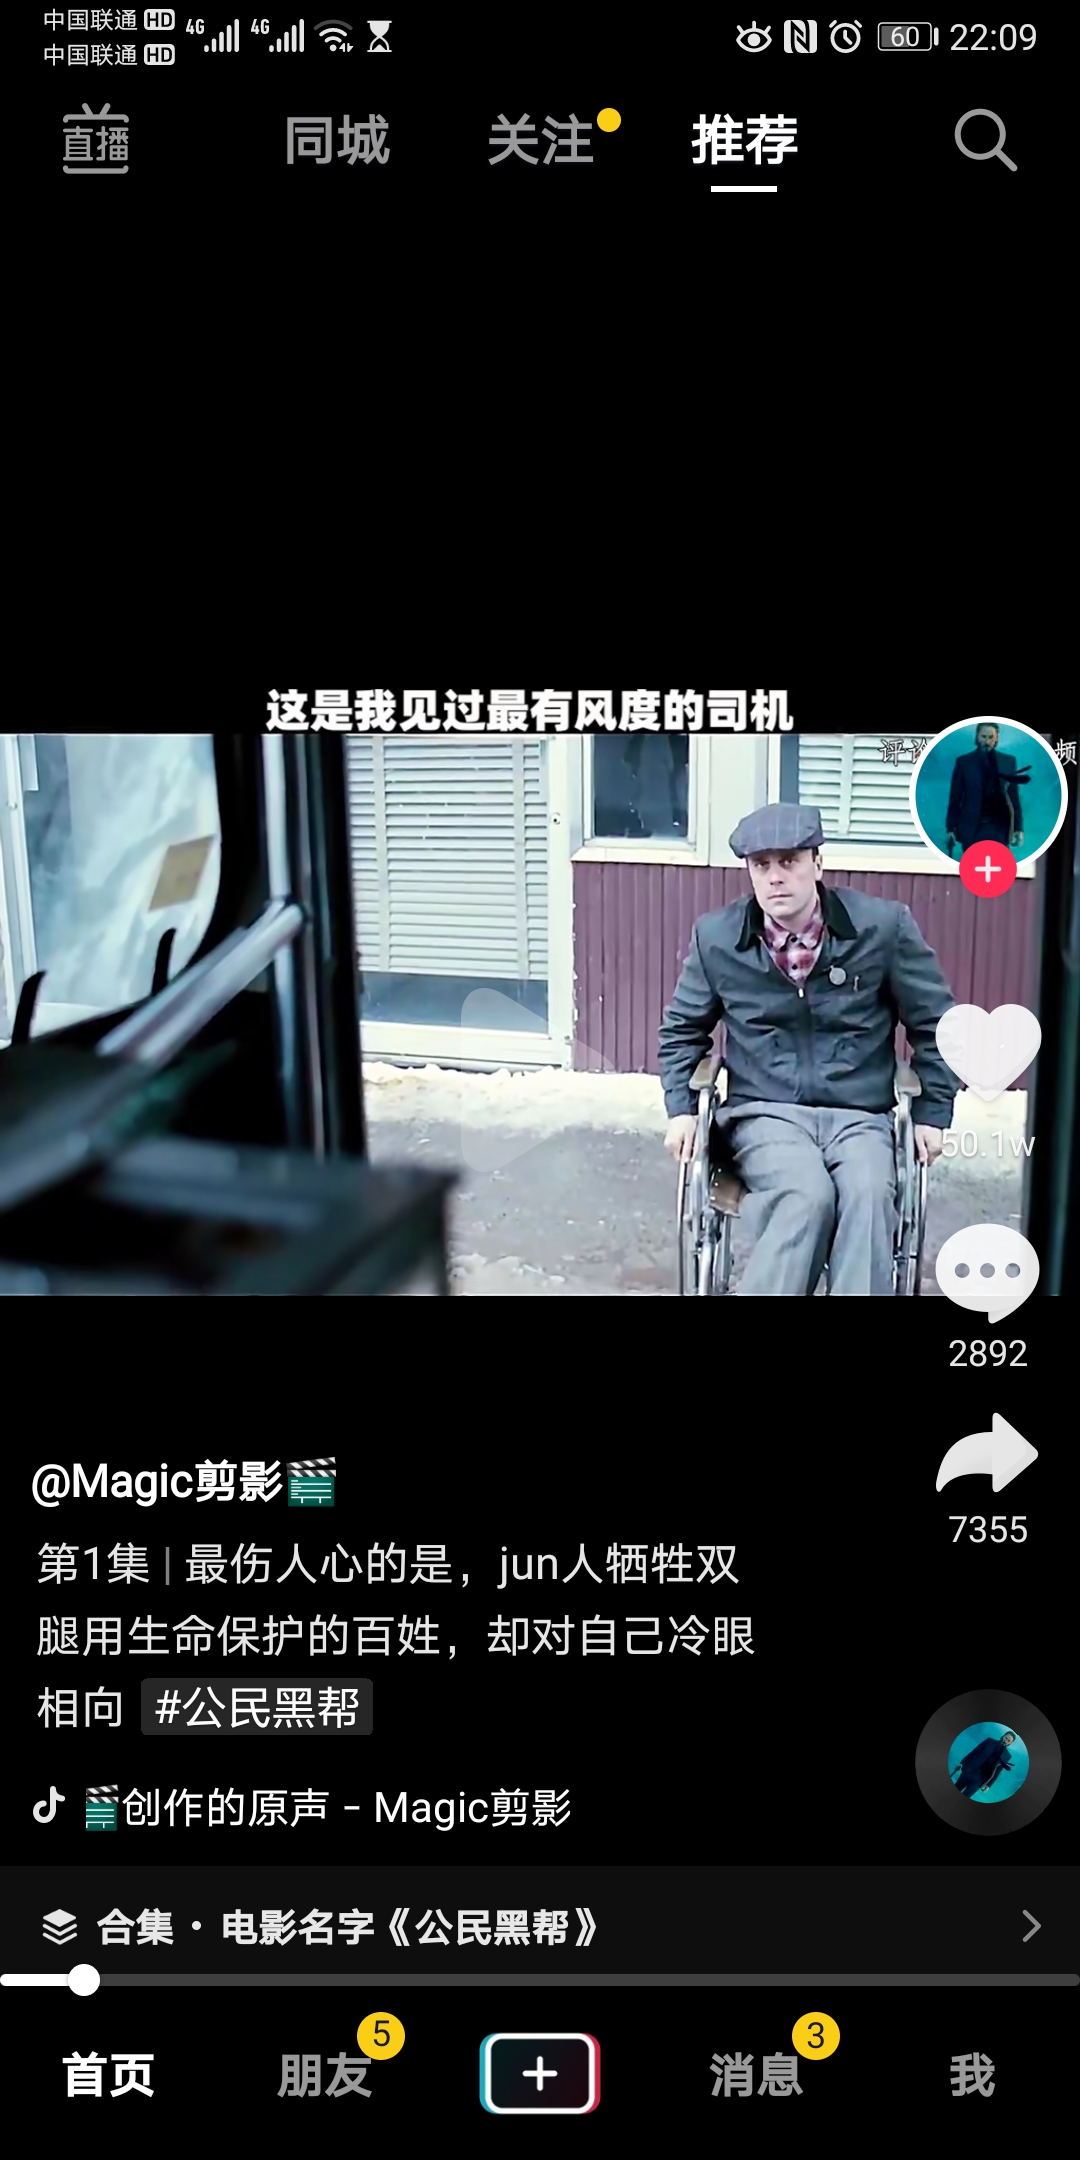 中国联通 HD 4G 4G 60 22:09
中国联通 HD
直播 同城 关注 推荐
这是我见过最有风度的司机
评论 频
50.1w
2892
7355
@Magic剪影
第1集 | 最伤人心的是，jun人牺牲双
腿用生命保护的百姓，却对自己冷眼
相向 #公民黑帮
创作的原声 - Magic剪影
合集 · 电影名字《公民黑帮》
首页 朋友 5 消息 3 我